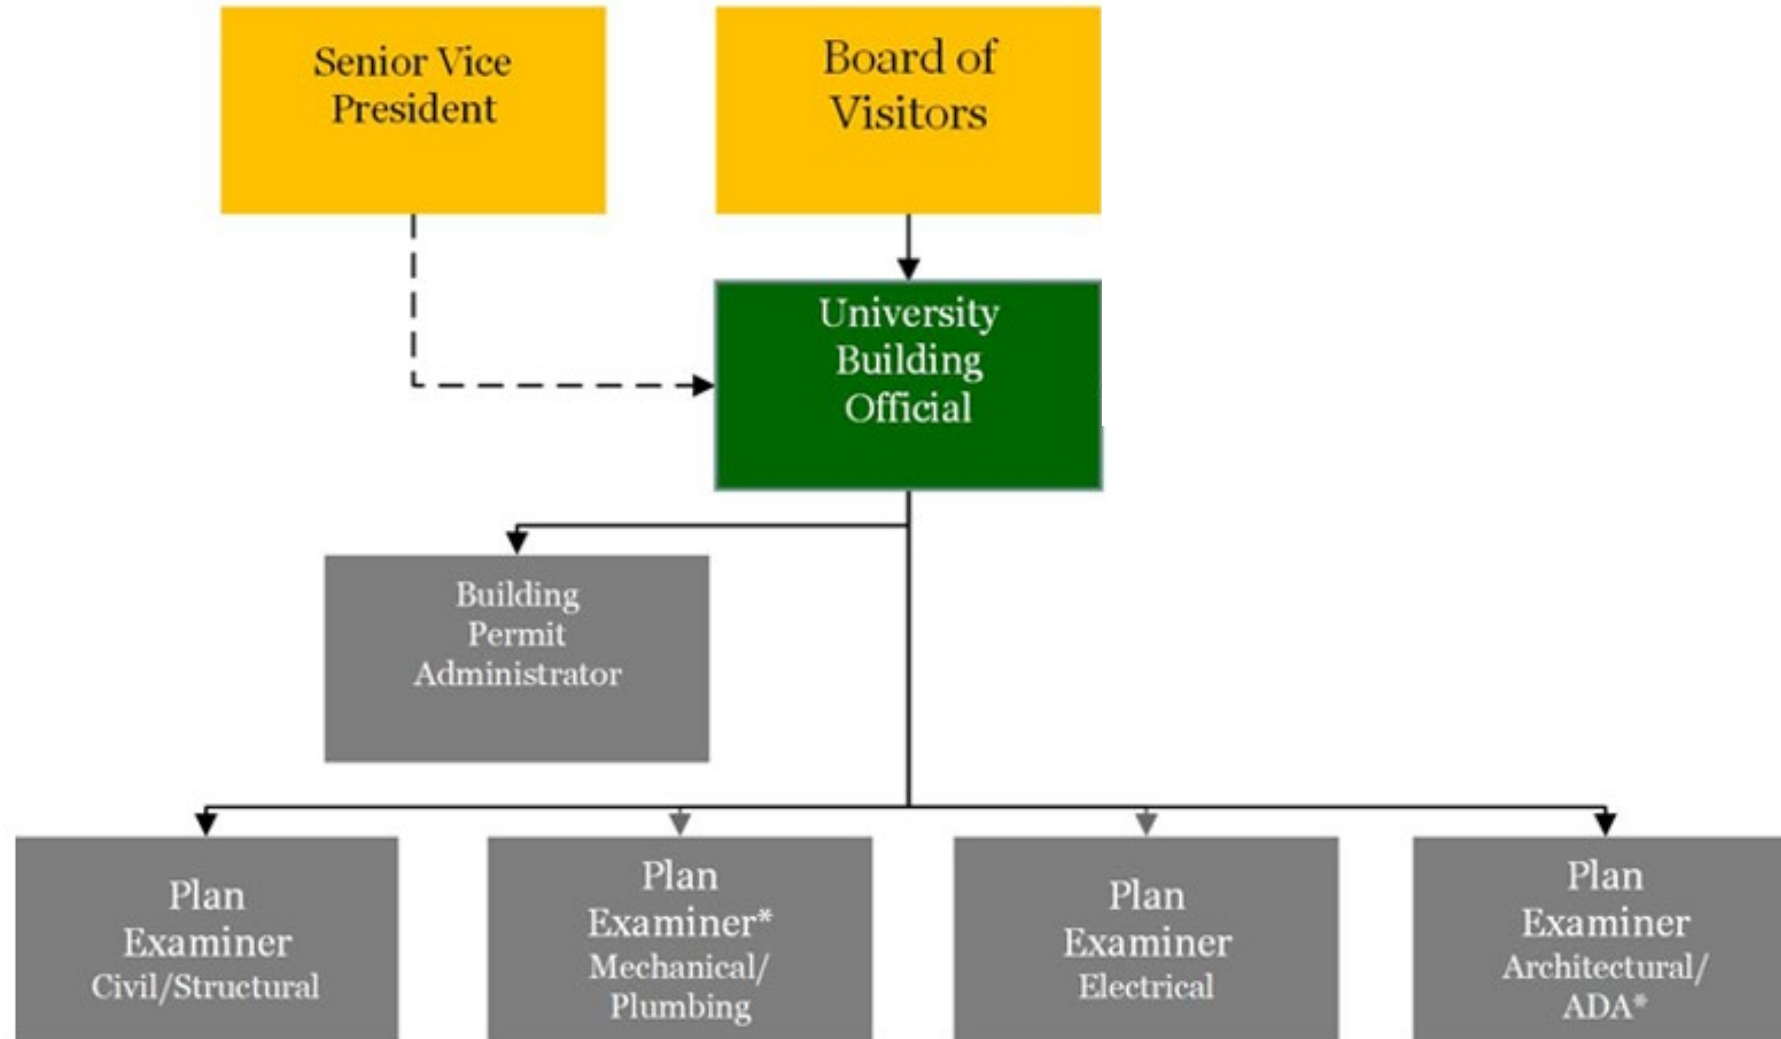 Senior Vice
President
Board of
Visitors
University
Building
Official
Building
Permit
Administrator
Plan
Examiner
Civil/Structural
Plan
Examiner*
Mechanical/
Plumbing
Plan
Examiner
Electrical
Plan
Examiner
Architectural/
ADA*